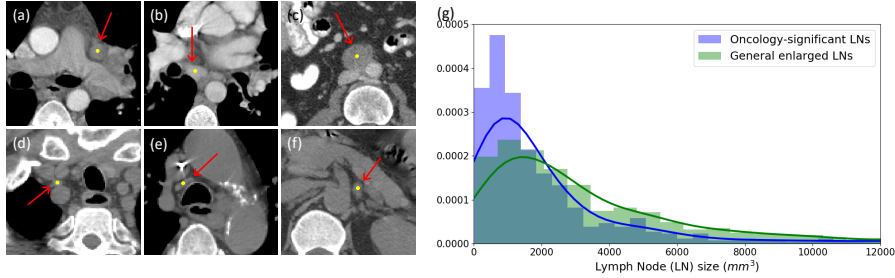 (a)
(b)
(c)
(d)
(e)
(f)
(g)
0.0005
0.0004
0.0003
0.0002
0.0001
0.0000
Oncology-significant LNs
General enlarged LNs
0 2000 4000 6000 8000 10000 12000
Lymph Node (LN) size (mm³)